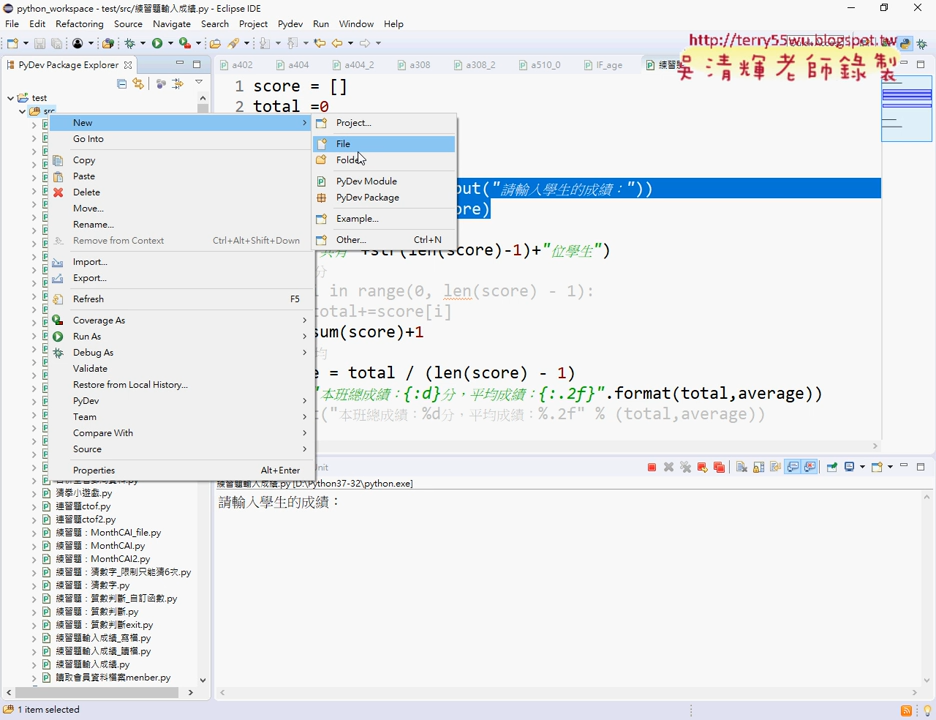 python_workspace - test/src/練習題輸入成績.py - Eclipse IDE
File Edit Refactoring Source Navigate Search Project Pydev Run Window Help
http://terry55wu.blogspot.tw
吳清輝老師錄製
PyDev Package Explorer
a402 a404 a404_2 a308 a308_2 a510_0 IF_age
test
src
1 score = []
2 total =0
New
Go Into
Copy
Paste
Delete
Move...
Rename...
Remove from Context Ctrl+Alt+Shift+Down
Import...
Export...
Refresh F5
Coverage As
Run As
Debug As
Validate
Restore from Local History...
PyDev
Team
Compare With
Source
Properties Alt+Enter
Project...
File
Folder
PyDev Module
PyDev Package
Example...
Other... Ctrl+N
put("請輸入學生的成績："))
ore)
+str(len(score)-1)+"位學生")
分
i in range(0, len(score) - 1):
total+=score[i]
sum(score)+1
均
e = total / (len(score) - 1)
"本班總成績：{:d}分，平均成績：{:.2f}".format(total,average))
t("本班總成績：%d分，平均成績：%.2f" % (total,average))
練習題輸入成績.py [D:\Python37-32\python.exe]
請輸入學生的成績：
猜拳小遊戲.py
練習題ctof.py
練習題ctof2.py
練習題：MonthCAI_file.py
練習題：MonthCAI.py
練習題：MonthCAI2.py
練習題：猜數字_限制只能猜6次.py
練習題：猜數字.py
練習題：質數判斷_自訂函數.py
練習題：質數判斷.py
練習題：質數判斷exit.py
練習題輸入成績_寫檔.py
練習題輸入成績_讀檔.py
練習題輸入成績.py
讀取會員資料檔案menber.py
1 item selected